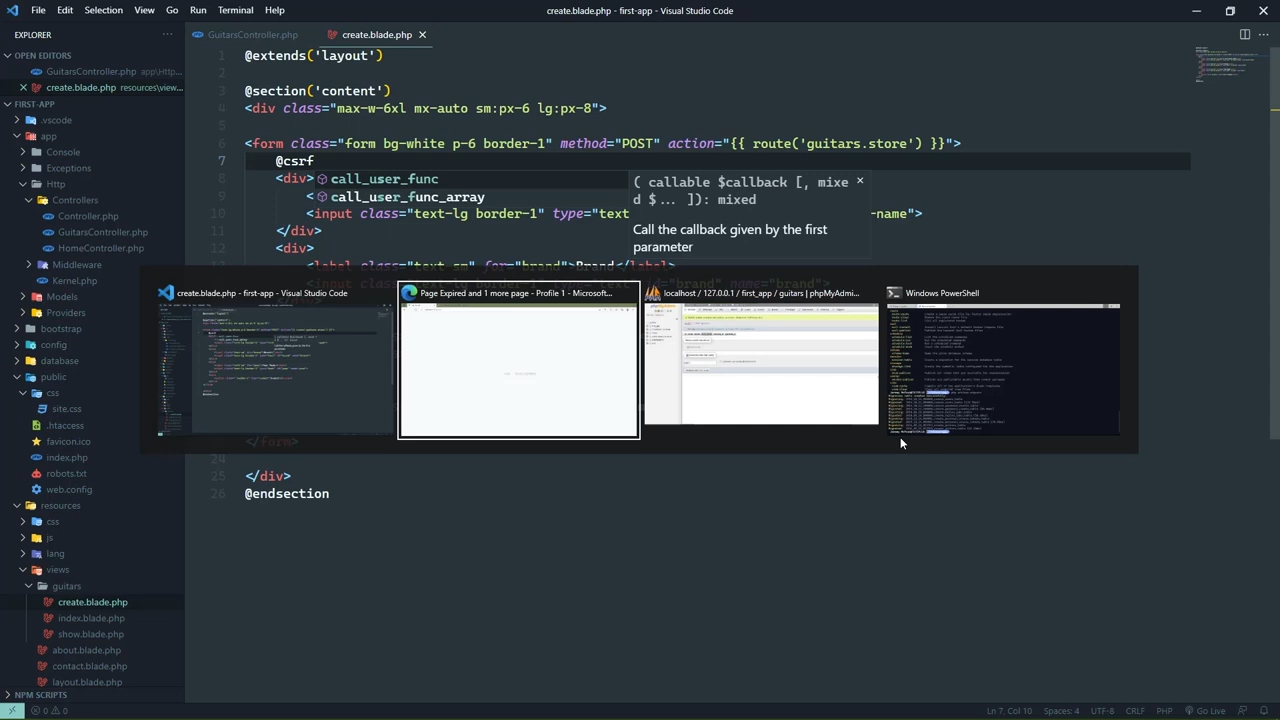 File Edit Selection View Go Run Terminal Help
create.blade.php - first-app - Visual Studio Code
EXPLORER
GuitarsController.php
create.blade.php
OPEN EDITORS
GuitarsController.php app\Http...
create.blade.php resources\view...
FIRST-APP
.vscode
app
Console
Exceptions
Http
Controllers
Controller.php
GuitarsController.php
HomeController.php
Middleware
Kernel.php
Models
Providers
bootstrap
config
database
public
css
site.css
.htaccess
favicon.ico
index.php
robots.txt
web.config
resources
css
js
lang
views
guitars
create.blade.php
index.blade.php
show.blade.php
about.blade.php
contact.blade.php
layout.blade.php
NPM SCRIPTS
1 @extends('layout')
2
3 @section('content')
4 <div class="max-w-6xl mx-auto sm:px-6 lg:px-8">
5
6 <form class="form bg-white p-6 border-1" method="POST" action="{{ route('guitars.store') }}">
7 @csrf
8 <div>
9 <
10 <input class="text-lg border-1" type="text -name">
11 </div>
12 <div>
<label class="text-sm" for="brand">Brand</label>
</form>
25 </div>
26 @endsection
call_user_func
call_user_func_array
( callable $callback [, mixe
d $... ]): mixed
Call the callback given by the first
parameter
create.blade.php - first-app - Visual Studio Code
Page Expired and 1 more page - Profile 1 - Microsoft...
localhost / 127.0.0.1 / first_app / guitars | phpMyAdmi...
Windows PowerShell
0 0
Ln 7, Col 10 Spaces: 4 UTF-8 CRLF PHP Go Live